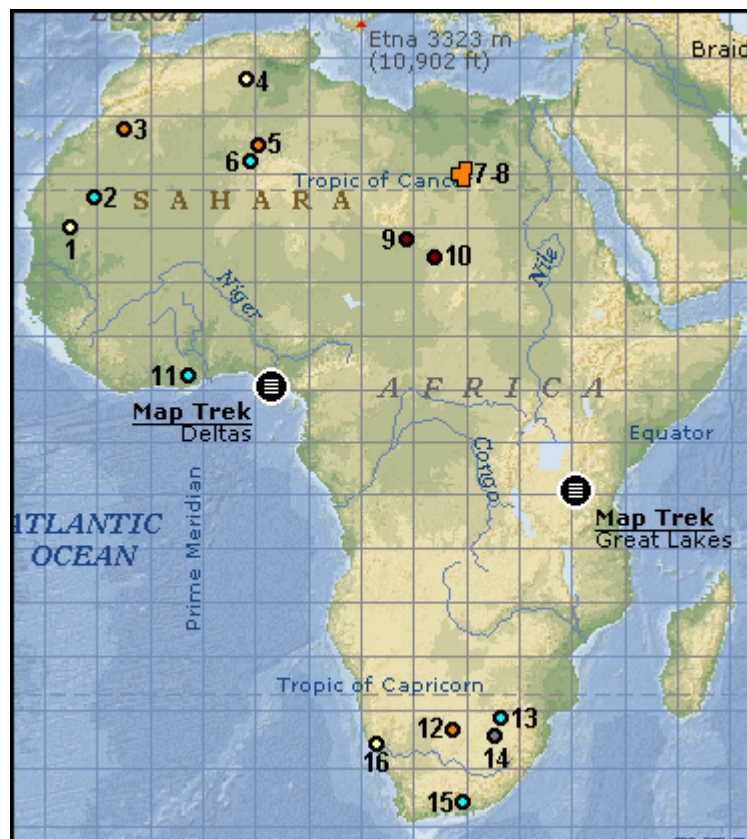 EUROPE
Etna 3323 m
(10,902 ft)
Braid
4
3
5
6
Tropic of Cance
7-8
2
S A H A R A
1
9
10
Niger
Nile
11
A F R I C A
Map Trek
Deltas
Equator
Congo
Prime Meridian
ATLANTIC
OCEAN
Map Trek
Great Lakes
Tropic of Capricorn
13
12
14
16
15